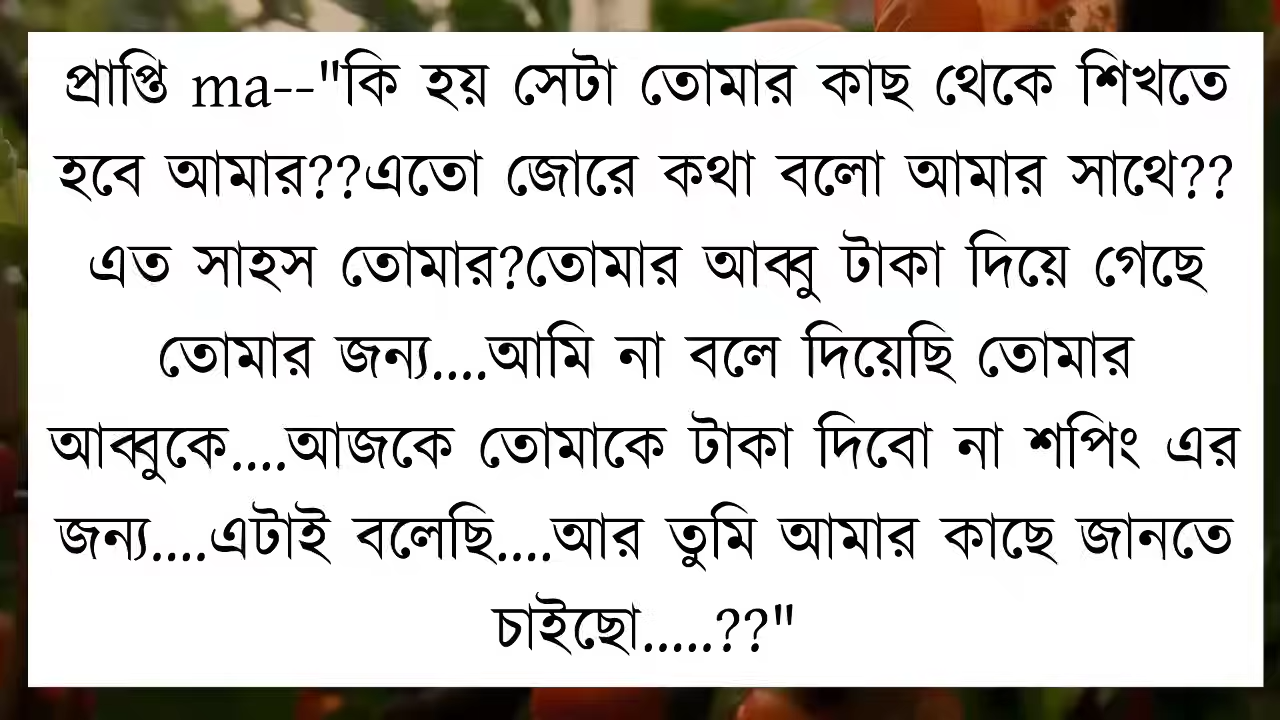 প্রাপ্তি ma--"কি হয় সেটা তোমার কাছ থেকে শিখতে
হবে আমার??এতো জোরে কথা বলো আমার সাথে??
এত সাহস তোমার?তোমার আব্বু টাকা দিয়ে গেছে
তোমার জন্য....আমি না বলে দিয়েছি তোমার
আব্বুকে....আজকে তোমাকে টাকা দিবো না শপিং এর
জন্য....এটাই বলেছি....আর তুমি আমার কাছে জানতে
চাইছো.....??"